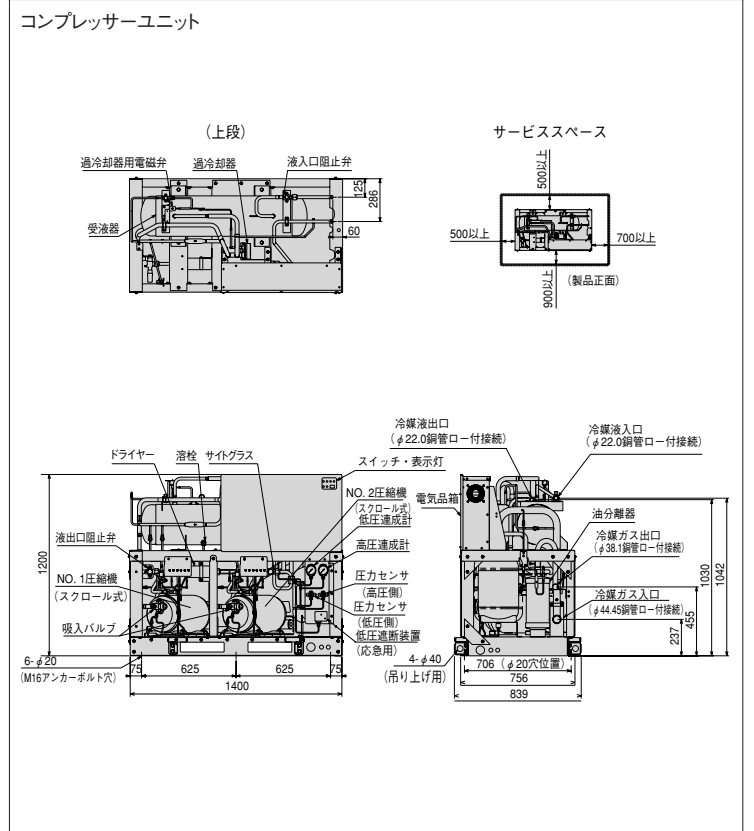 コンプレッサーユニット
(上段)
過冷却器用電磁弁
過冷却器
液入口阻止弁
受液器
125
286
60
サービススペース
500以上
500以上
700以上
900以上
(製品正面)
ドライヤー
溶栓
サイトグラス
スイッチ・表示灯
NO. 2圧縮機
(スクロール式)
低圧連成計
高圧連成計
圧力センサ
(高圧側)
圧力センサ
(低圧側)
低圧遮断装置
(応急用)
液出口阻止弁
NO. 1圧縮機
(スクロール式)
吸入バルブ
1200
6-φ20
(M16アンカーボルト穴)
75
625
625
75
1400
冷媒液出口
(φ22.0銅管ロー付接続)
冷媒液入口
(φ22.0銅管ロー付接続)
電気品箱
油分離器
冷媒ガス出口
(φ38.1銅管ロー付接続)
冷媒ガス入口
(φ44.45銅管ロー付接続)
237
455
1030
1042
4-φ40
(吊り上げ用)
706(φ20穴位置)
756
839